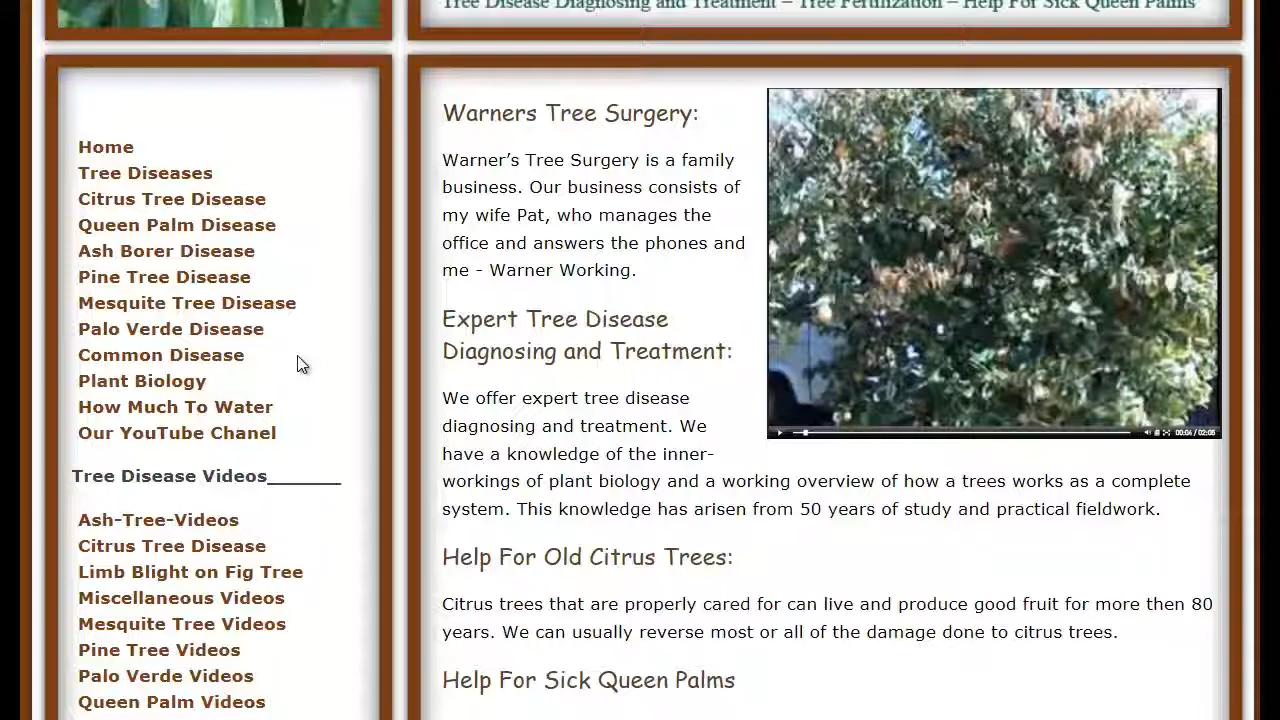 Tree Disease Diagnosing and Treatment – Tree Fertilization – Help For Sick Queen Palms
Home
Tree Diseases
Citrus Tree Disease
Queen Palm Disease
Ash Borer Disease
Pine Tree Disease
Mesquite Tree Disease
Palo Verde Disease
Common Disease
Plant Biology
How Much To Water
Our YouTube Chanel
Tree Disease Videos________
Ash-Tree-Videos
Citrus Tree Disease
Limb Blight on Fig Tree
Miscellaneous Videos
Mesquite Tree Videos
Pine Tree Videos
Palo Verde Videos
Queen Palm Videos
Warners Tree Surgery:
Warner’s Tree Surgery is a family
business. Our business consists of
my wife Pat, who manages the
office and answers the phones and
me - Warner Working.
Expert Tree Disease
Diagnosing and Treatment:
We offer expert tree disease
diagnosing and treatment. We
have a knowledge of the inner-
workings of plant biology and a working overview of how a trees works as a complete
system. This knowledge has arisen from 50 years of study and practical fieldwork.
00:04 / 02:05
Help For Old Citrus Trees:
Citrus trees that are properly cared for can live and produce good fruit for more then 80
years. We can usually reverse most or all of the damage done to citrus trees.
Help For Sick Queen Palms